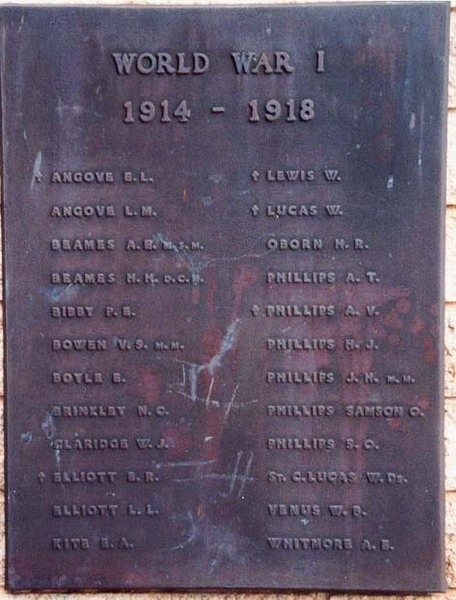 WORLD WAR I
1914 - 1918
† ANGOVE E.L.
ANGOVE L.M.
BEAMES A.E. M.S.M.
BEAMES H.H. D.C.M.
BIBBY P.E.
BOWEN V.S. M.M.
BOYLE E.
BRINKLEY N.C.
CLARIDGE W.J.
† ELLIOTT E.R.
ELLIOTT L.L.
KITE E.A.
† LEWIS W.
† LUCAS W.
OBORN H.R.
PHILLIPS A.T.
† PHILLIPS A.V.
PHILLIPS H.J.
PHILLIPS J.H. M.M.
PHILLIPS SAMSON O.
PHILLIPS S.O.
ST. C. LUCAS W. DE.
VENUS W.B.
WHITMORE A.E.